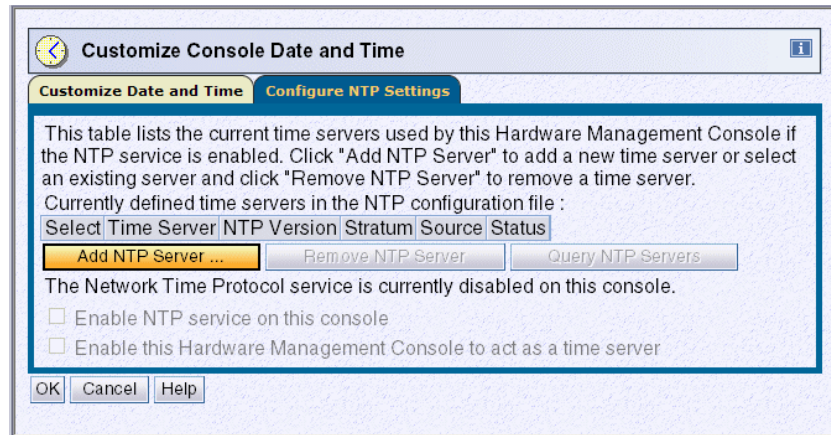 Customize Console Date and Time
i
Customize Date and Time Configure NTP Settings
This table lists the current time servers used by this Hardware Management Console if
the NTP service is enabled. Click "Add NTP Server" to add a new time server or select
an existing server and click "Remove NTP Server" to remove a time server.
Currently defined time servers in the NTP configuration file :
Select Time Server NTP Version Stratum Source Status
Add NTP Server ... Remove NTP Server Query NTP Servers
The Network Time Protocol service is currently disabled on this console.
Enable NTP service on this console
Enable this Hardware Management Console to act as a time server
OK Cancel Help